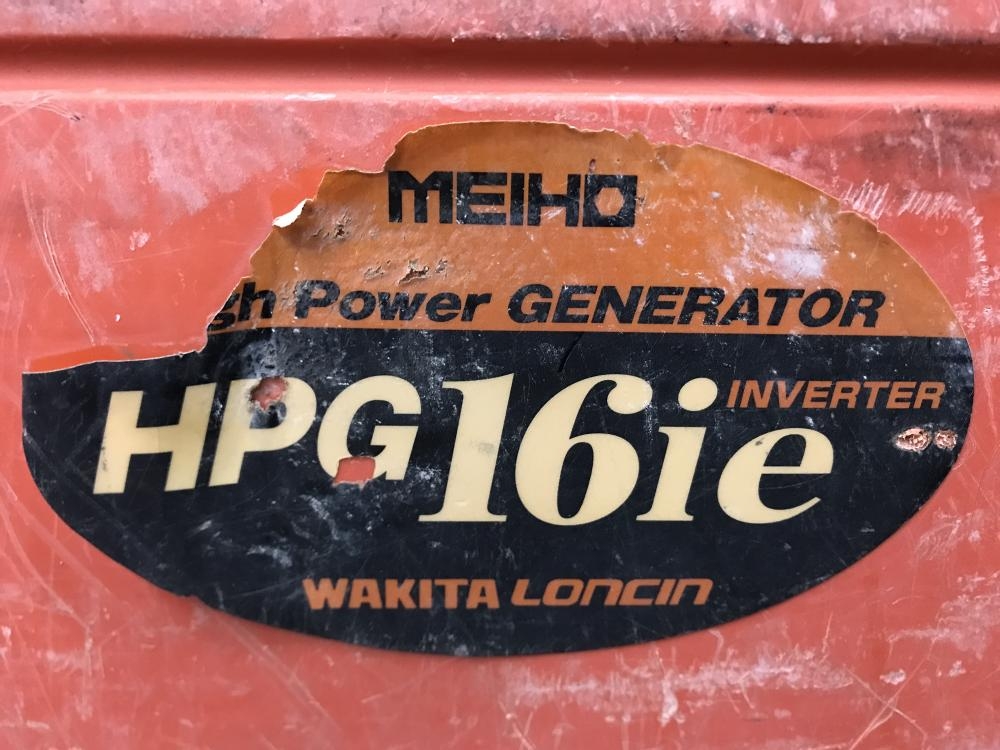 MEIHO
gh Power GENERATOR
HPG16ie INVERTER
WAKITA LONCIN